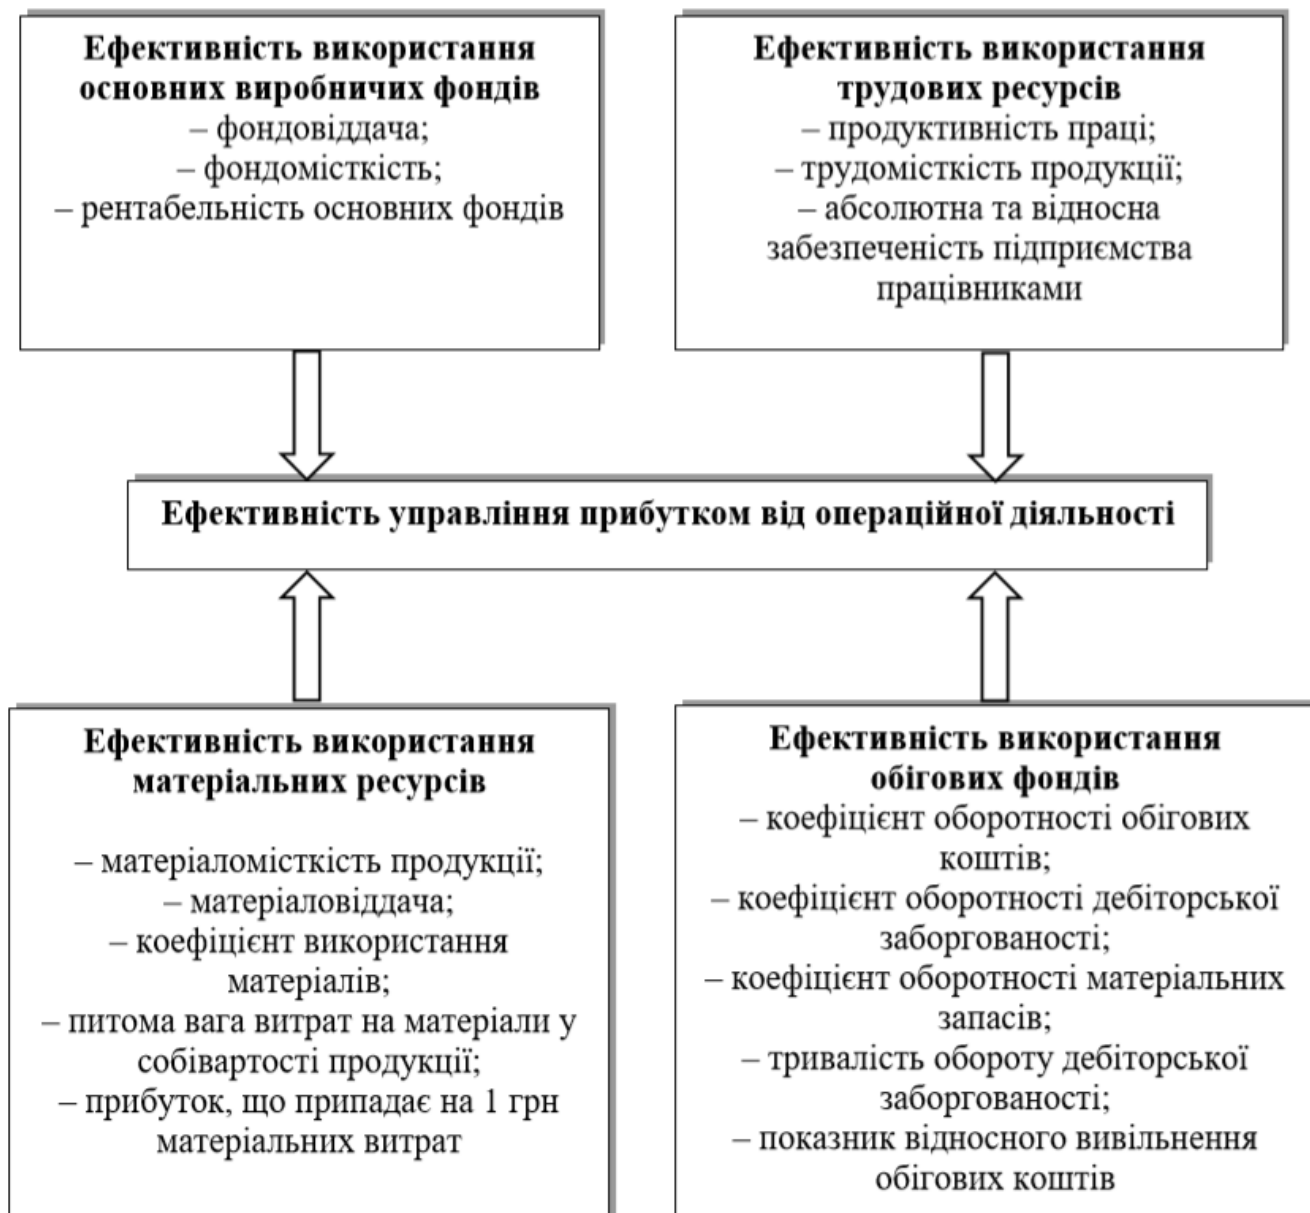 Ефективність використання
основних виробничих фондів
– фондовіддача;
– фондомісткість;
– рентабельність основних фондів
Ефективність використання
трудових ресурсів
– продуктивність праці;
– трудомісткість продукції;
– абсолютна та відносна
забезпеченість підприємства
працівниками
Ефективність управління прибутком від операційної діяльності
Ефективність використання
матеріальних ресурсів
– матеріаломісткість продукції;
– матеріаловіддача;
– коефіцієнт використання
матеріалів;
– питома вага витрат на матеріали у
собівартості продукції;
– прибуток, що припадає на 1 грн
матеріальних витрат
Ефективність використання
обігових фондів
– коефіцієнт оборотності обігових
коштів;
– коефіцієнт оборотності дебіторської
заборгованості;
– коефіцієнт оборотності матеріальних
запасів;
– тривалість обороту дебіторської
заборгованості;
– показник відносного вивільнення
обігових коштів